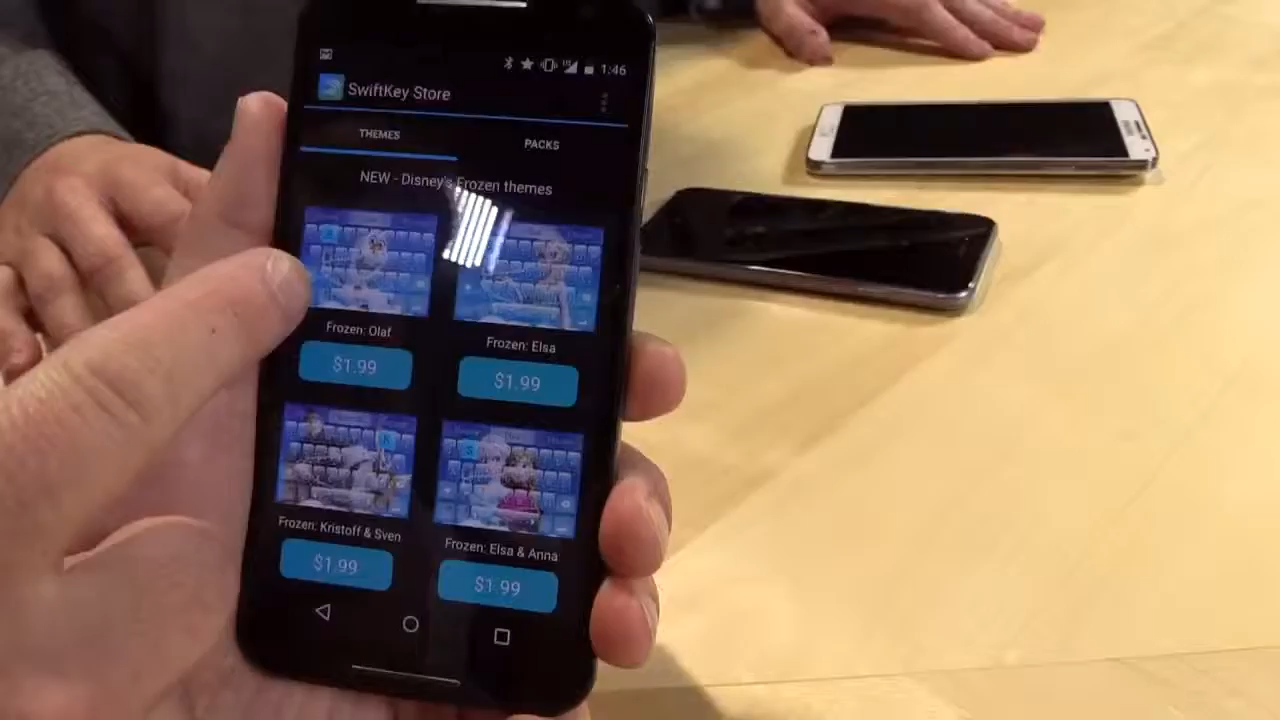 1:46
SwiftKey Store
THEMES
PACKS
NEW - Disney's Frozen themes
Frozen: Olaf
Frozen: Elsa
$1.99
$1.99
Frozen: Kristoff & Sven
Frozen: Elsa & Anna
$1.99
$1.99